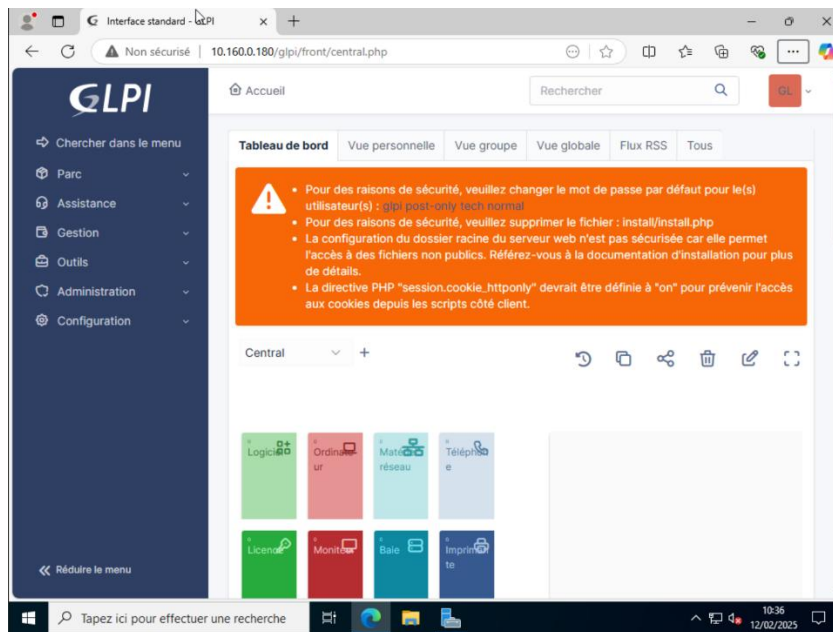 Interface standard - GLPI
Non sécurisé
10.160.0.180/glpi/front/central.php
GLPI
Accueil
Rechercher
GL
Chercher dans le menu
Parc
Assistance
Gestion
Outils
Administration
Configuration
Réduire le menu
Tableau de bord
Vue personnelle
Vue groupe
Vue globale
Flux RSS
Tous
Pour des raisons de sécurité, veuillez changer le mot de passe par défaut pour le(s)
utilisateur(s) : glpi post-only tech normal
Pour des raisons de sécurité, veuillez supprimer le fichier : install/install.php
La configuration du dossier racine du serveur web n'est pas sécurisée car elle permet
l'accès à des fichiers non publics. Référez-vous à la documentation d'installation pour plus
de détails.
La directive PHP "session.cookie_httponly" devrait être définie à "on" pour prévenir l'accès
aux cookies depuis les scripts côté client.
Central
Logiciel
Ordinate
ur
Matériel
réseau
Téléphon
e
Licence
Moniteur
Baie
Impriman
te
Tapez ici pour effectuer une recherche
10:36
12/02/2025